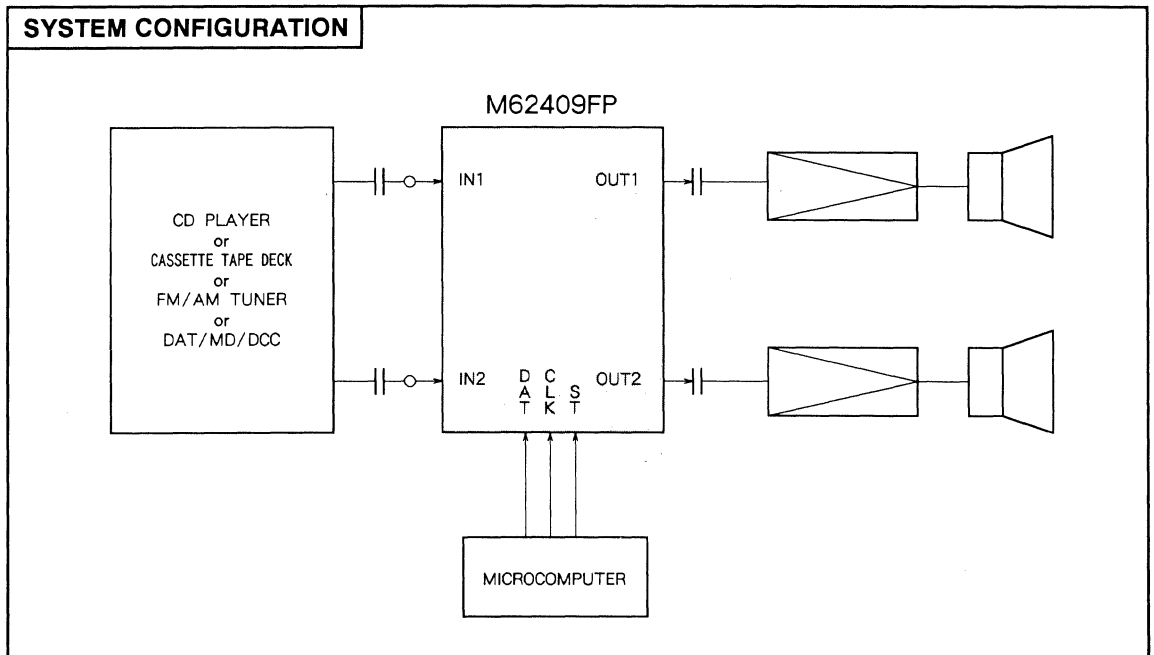 SYSTEM CONFIGURATION
M62409FP
CD PLAYER
or
CASSETTE TAPE DECK
or
FM/AM TUNER
or
DAT/MD/DCC
IN1
OUT1
IN2
DAT
CLK
ST
OUT2
MICROCOMPUTER